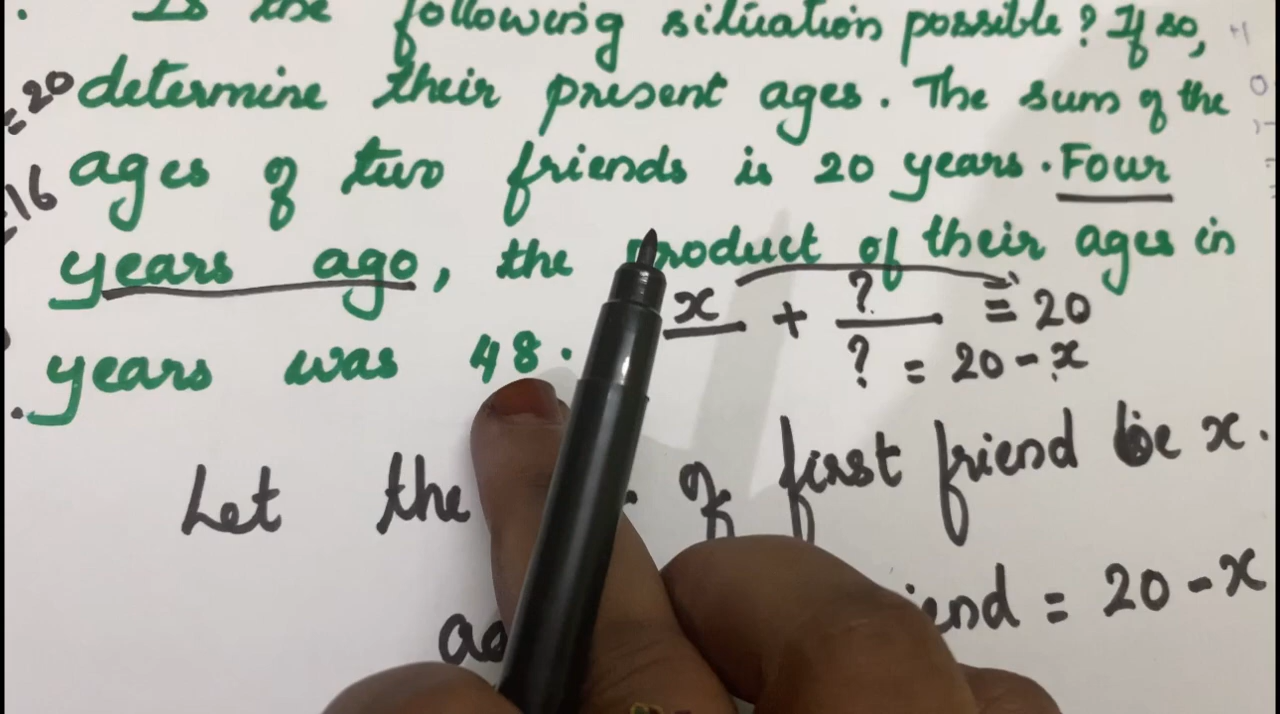 . Is the following situation possible? If so,
= 20 determine their present ages. The sum of the
16 ages of two friends is 20 years. Four
years ago, the product of their ages in
x + ? = 20
years was 48.
? = 20 - x
Let the of first friend be x.
= 20 - x